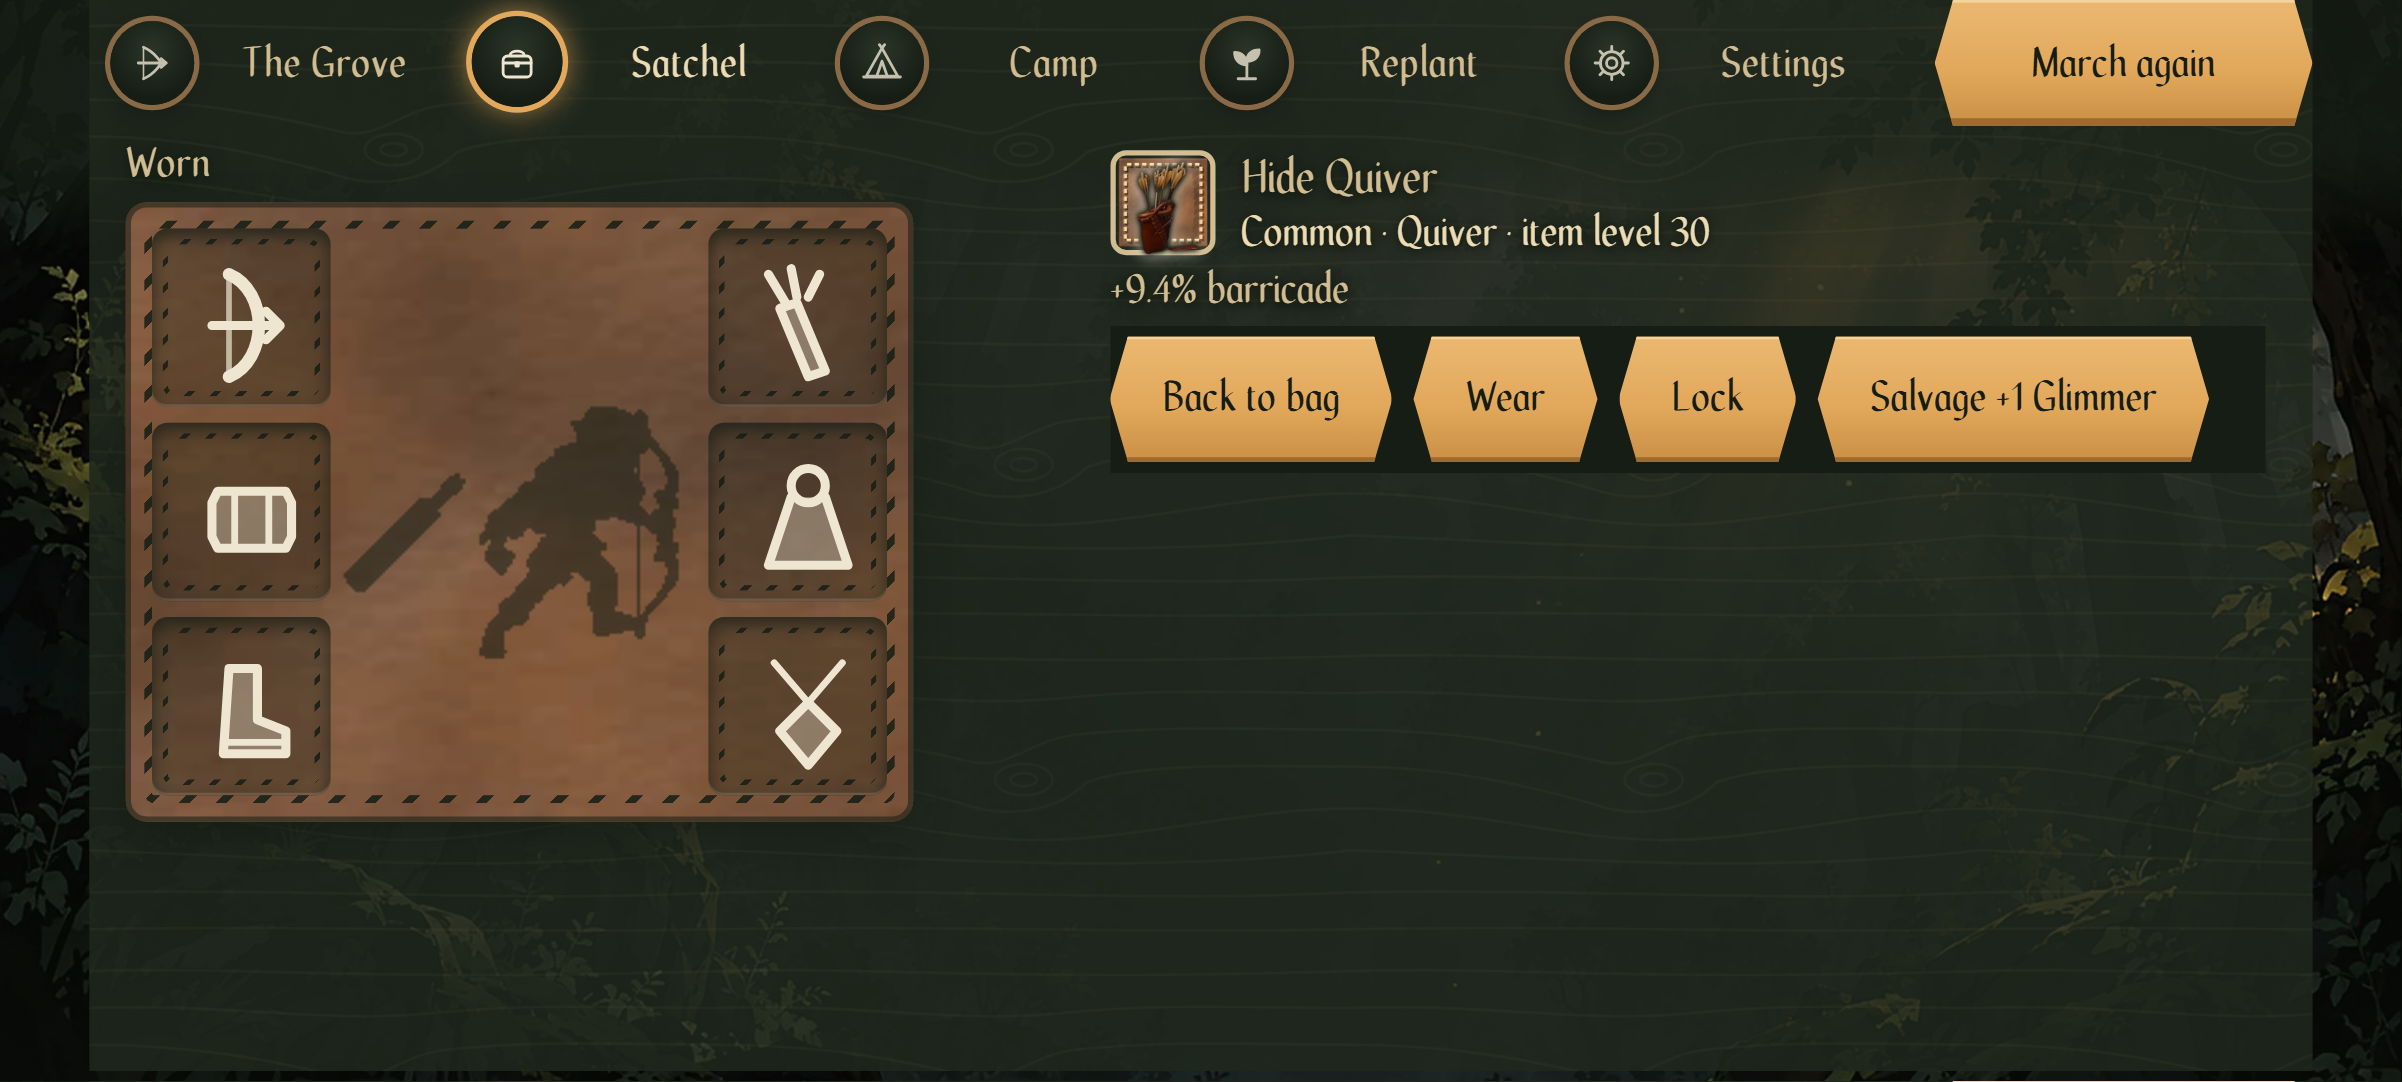 The Grove
Satchel
Camp
Replant
Settings
March again
Worn
Hide Quiver
Common · Quiver · item level 30
+9.4% barricade
Back to bag
Wear
Lock
Salvage +1 Glimmer